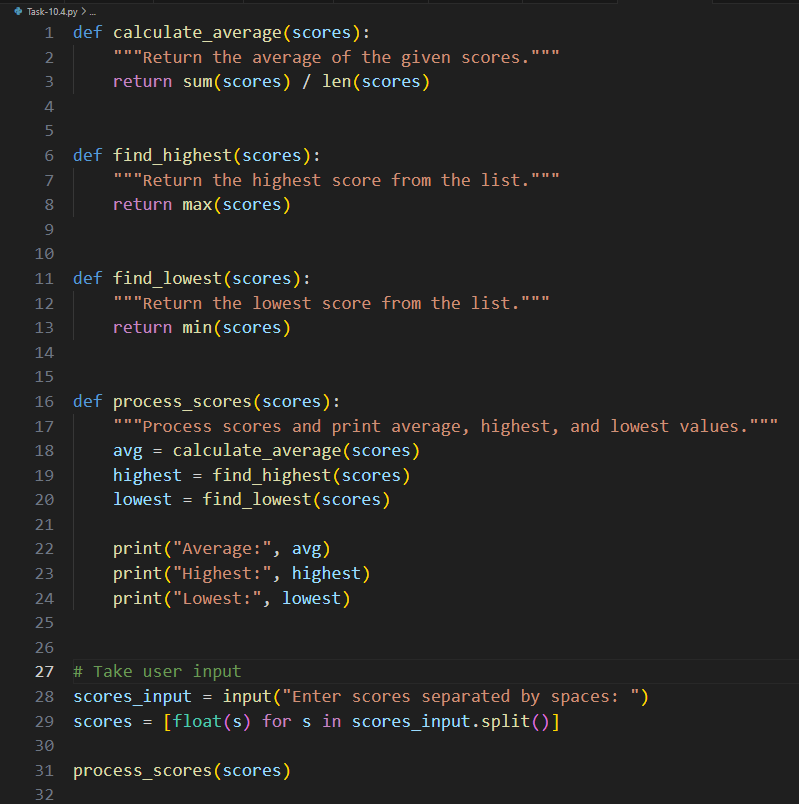 Task-10.4.py > ...
1 def calculate_average(scores):
2     """Return the average of the given scores."""
3     return sum(scores) / len(scores)
4
5
6 def find_highest(scores):
7     """Return the highest score from the list."""
8     return max(scores)
9
10
11 def find_lowest(scores):
12     """Return the lowest score from the list."""
13     return min(scores)
14
15
16 def process_scores(scores):
17     """Process scores and print average, highest, and lowest values."""
18     avg = calculate_average(scores)
19     highest = find_highest(scores)
20     lowest = find_lowest(scores)
21
22     print("Average:", avg)
23     print("Highest:", highest)
24     print("Lowest:", lowest)
25
26
27 # Take user input
28 scores_input = input("Enter scores separated by spaces: ")
29 scores = [float(s) for s in scores_input.split()]
30
31 process_scores(scores)
32